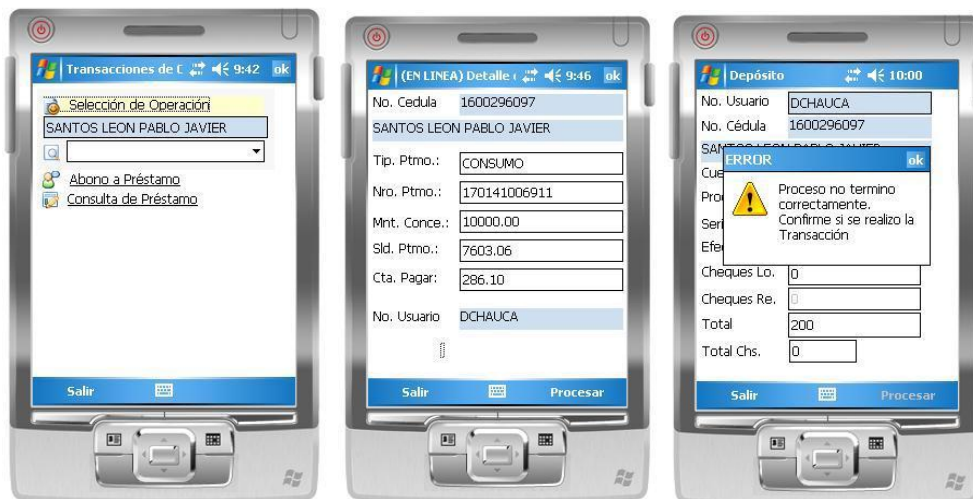 Transacciones de D 9:42 ok
Selección de Operación
SANTOS LEON PABLO JAVIER
Abono a Préstamo
Consulta de Préstamo
Salir
(EN LINEA) Detalle 9:46 ok
No. Cedula 1600296097
SANTOS LEON PABLO JAVIER
Tip. Ptmo.: CONSUMO
Nro. Ptmo.: 170141006911
Mnt. Conce.: 10000.00
Sld. Ptmo.: 7603.06
Cta. Pagar: 286.10
No. Usuario DCHAUCA
Salir Procesar
Depósito 10:00
No. Usuario DCHAUCA
No. Cédula 1600296097
ERROR ok
Proceso no termino
correctamente.
Confirme si se realizo la
Transacción
Cue
Pro
Seri
Efe
Cheques Lo. 0
Cheques Re. 0
Total 200
Total Chs. 0
Salir Procesar